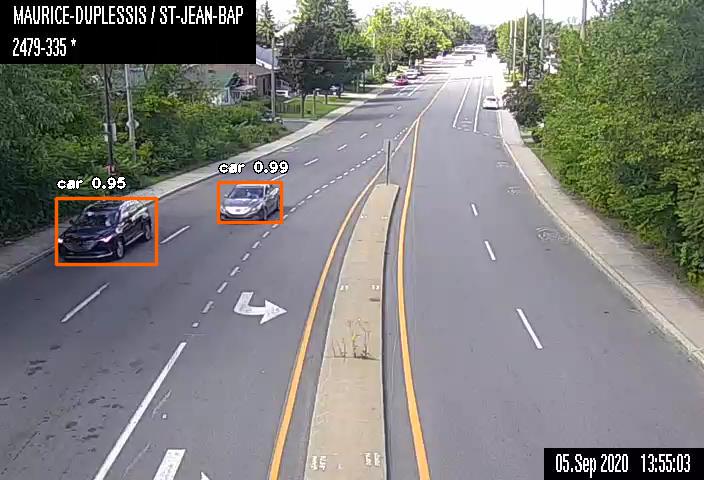 MAURICE-DUPLESSIS / ST-JEAN-BAP
2479-335 *
car 0.99
car 0.95
05.Sep 2020 13:55:03